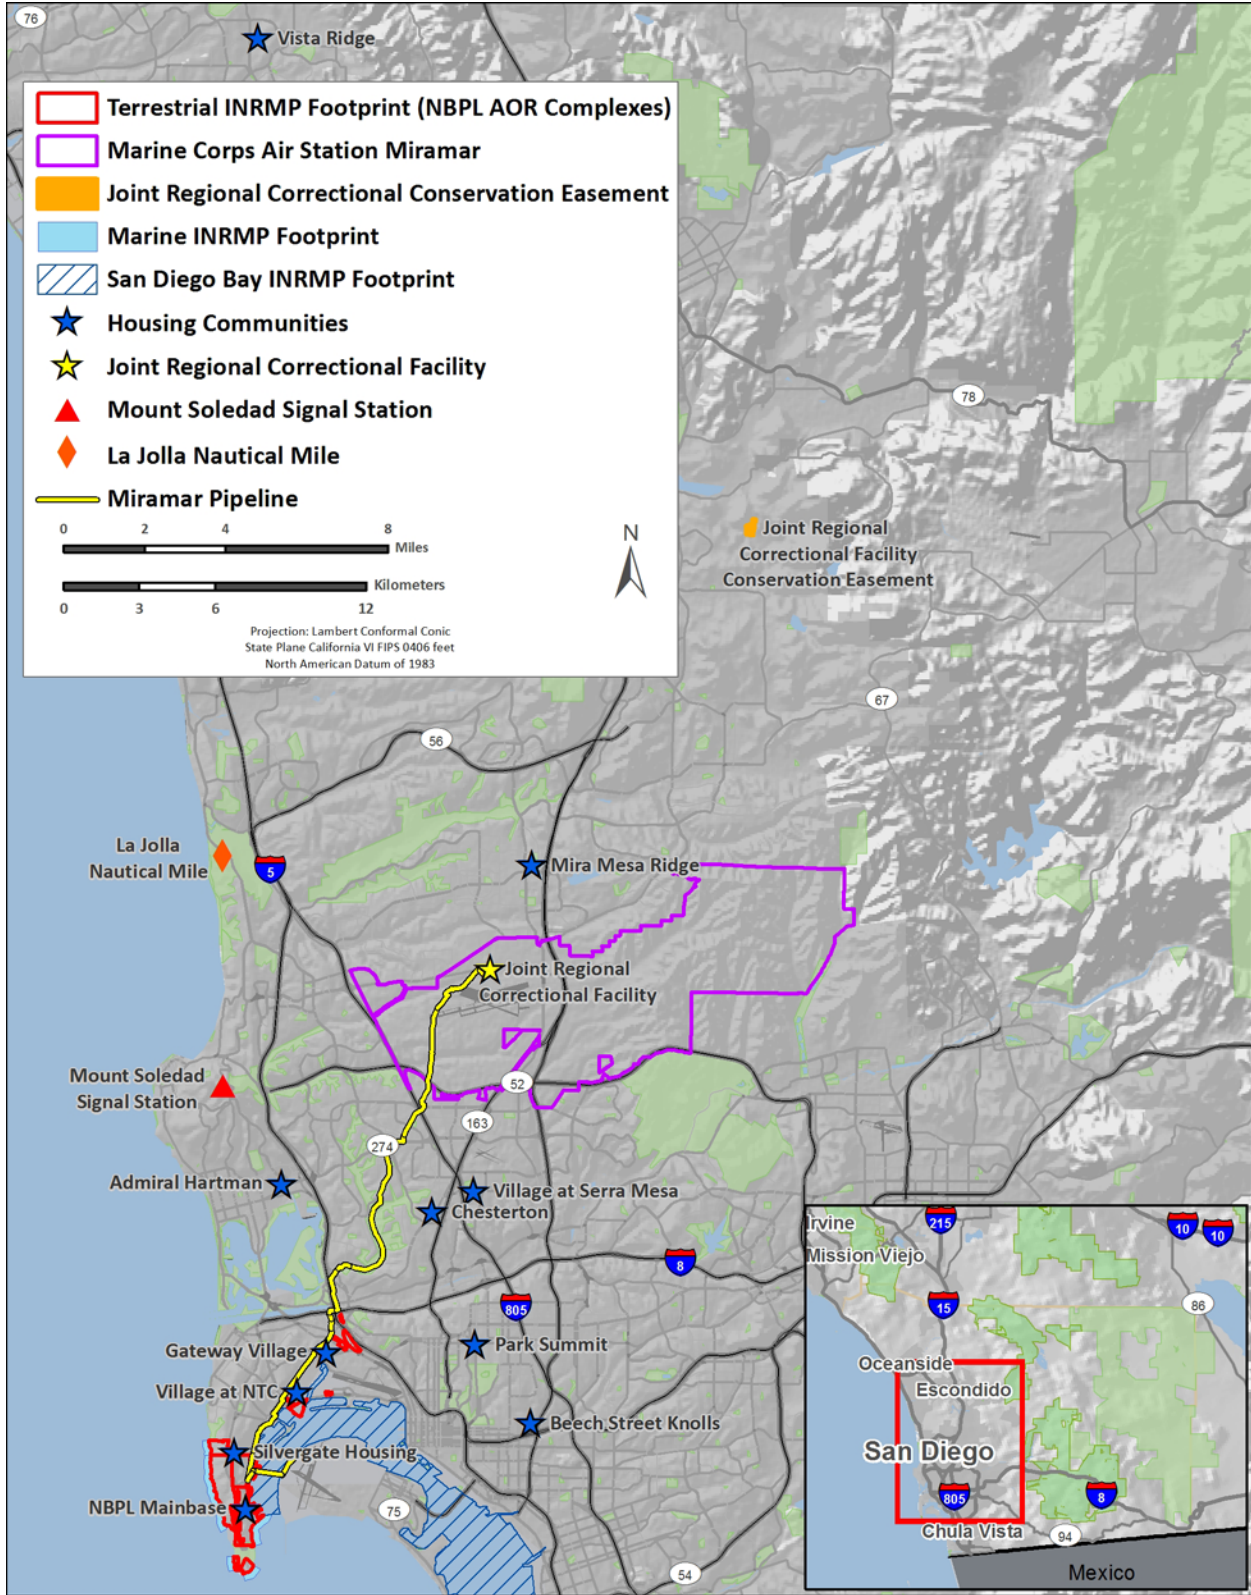 76
Vista Ridge
Terrestrial INRMP Footprint (NBPL AOR Complexes)
Marine Corps Air Station Miramar
Joint Regional Correctional Conservation Easement
Marine INRMP Footprint
San Diego Bay INRMP Footprint
Housing Communities
Joint Regional Correctional Facility
Mount Soledad Signal Station
La Jolla Nautical Mile
Miramar Pipeline
0 2 4 8
Miles
Kilometers
0 3 6 12
N
Projection: Lambert Conformal Conic
State Plane California VI FIPS 0406 feet
North American Datum of 1983
78
Joint Regional
Correctional Facility
Conservation Easement
67
56
La Jolla
Nautical Mile
5
Mira Mesa Ridge
Joint Regional
Correctional Facility
Mount Soledad
Signal Station
52
163
274
Admiral Hartman
Village at Serra Mesa
Chesterton
8
805
Gateway Village
Park Summit
Village at NTC
Beech Street Knolls
Silvergate Housing
NBPL Mainbase
75
54
Irvine
215
10
10
Mission Viejo
15
86
Oceanside
Escondido
San Diego
805
8
Chula Vista
94
Mexico